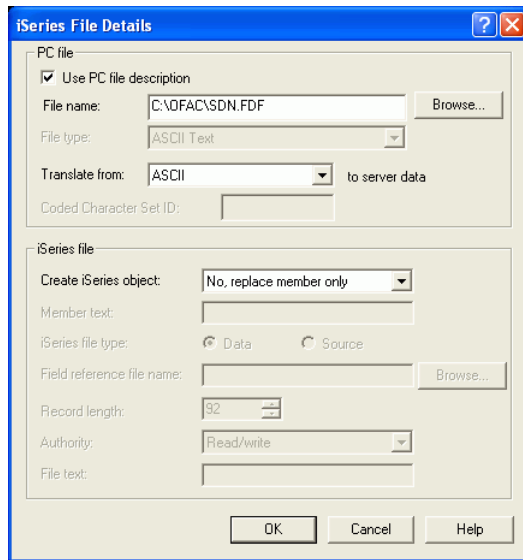 iSeries File Details
PC file
Use PC file description
File name: C:\OFAC\SDN.FDF Browse...
File type: ASCII Text
Translate from: ASCII to server data
Coded Character Set ID:
iSeries file
Create iSeries object: No, replace member only
Member text:
iSeries file type: Data Source
Field reference file name: Browse...
Record length: 92
Authority: Read/write
File text:
OK Cancel Help